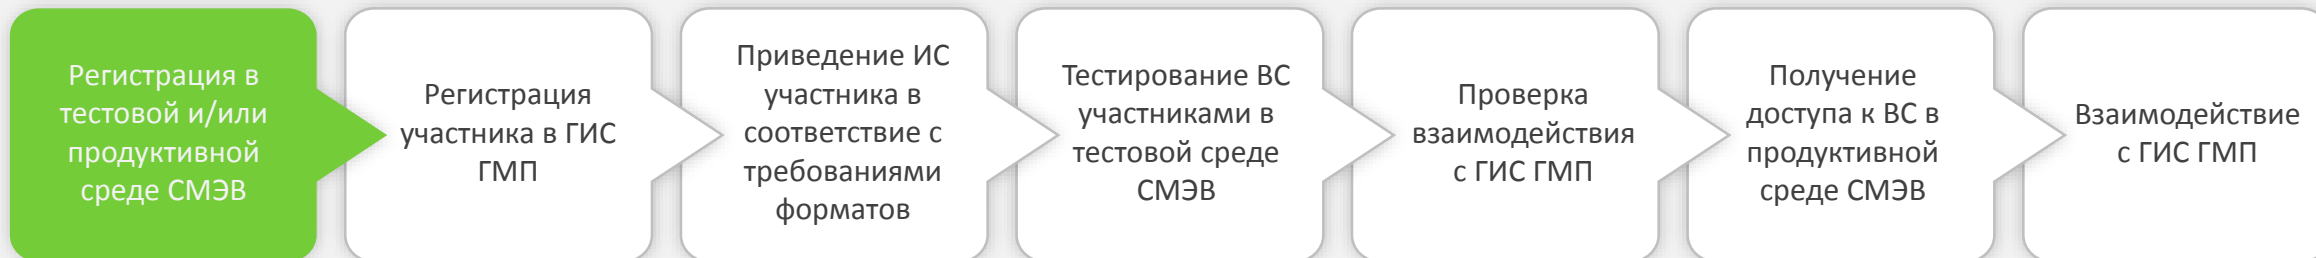 Регистрация в
тестовой и/или
продуктивной
среде СМЭВ
Регистрация
участника в ГИС
ГМП
Приведение ИС
участника в
соответствие с
требованиями
форматов
Тестирование ВС
участниками в
тестовой среде
СМЭВ
Проверка
взаимодействия
с ГИС ГМП
Получение
доступа к ВС в
продуктивной
среде СМЭВ
Взаимодействие
с ГИС ГМП